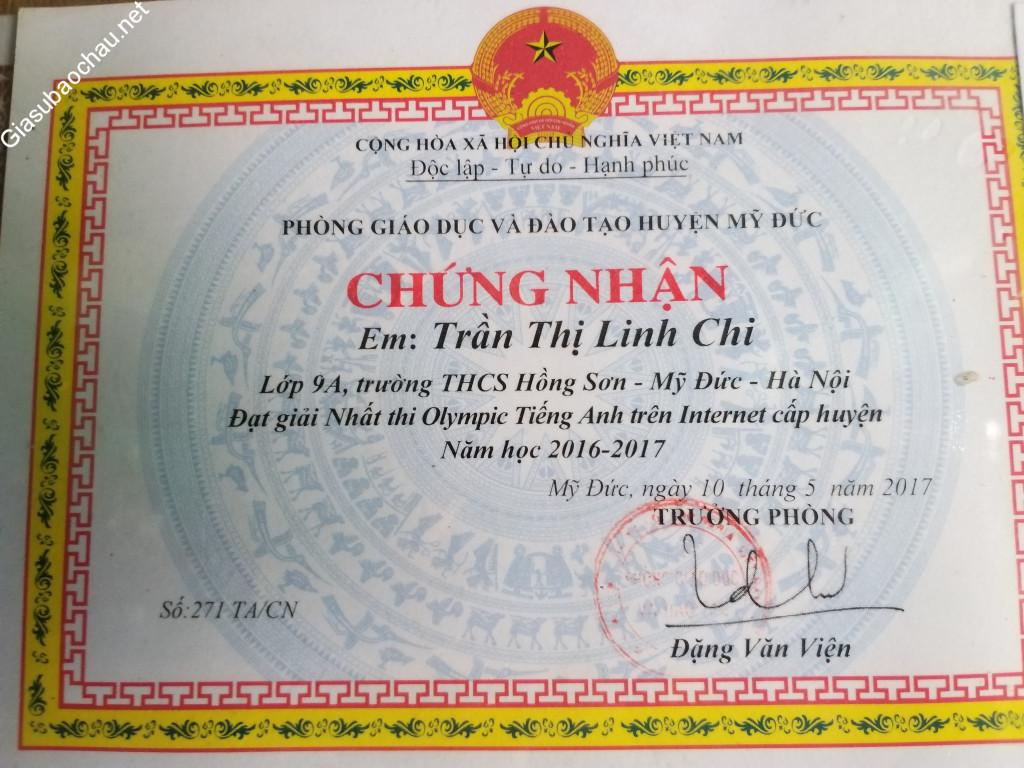 Giasubaochau.net
CỘNG HÒA XÃ HỘI CHỦ NGHĨA VIỆT NAM
Độc lập - Tự do - Hạnh phúc
PHÒNG GIÁO DỤC VÀ ĐÀO TẠO HUYỆN MỸ ĐỨC
CHỨNG NHẬN
Em: Trần Thị Linh Chi
Lớp 9A, trường THCS Hồng Sơn - Mỹ Đức - Hà Nội
Đạt giải Nhất thi Olympic Tiếng Anh trên Internet cấp huyện
Năm học 2016-2017
Mỹ Đức, ngày 10 tháng 5 năm 2017
TRƯỞNG PHÒNG
Số:271 TA/CN
Đặng Văn Viện